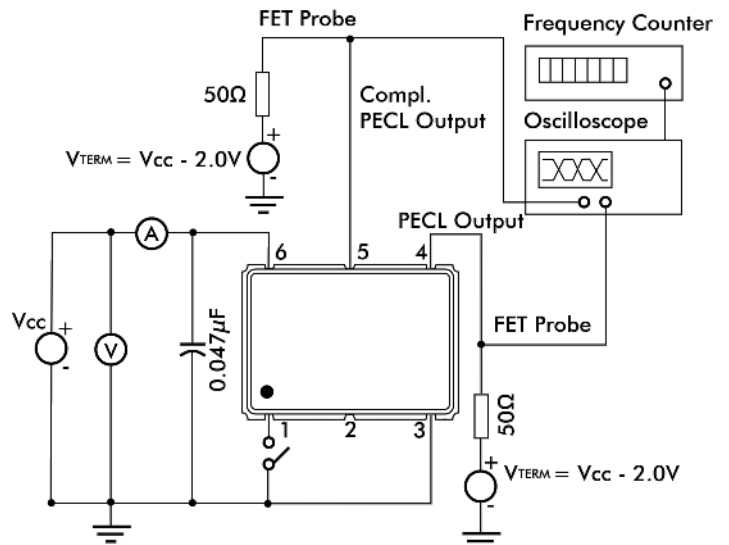 FET Probe
Frequency Counter
50Ω
Compl.
PECL Output
Oscilloscope
VTERM = Vcc - 2.0V
+
-
PECL Output
A
6
5
4
Vcc
+
-
V
0.047µF
FET Probe
1
2
3
50Ω
+
-
VTERM = Vcc - 2.0V